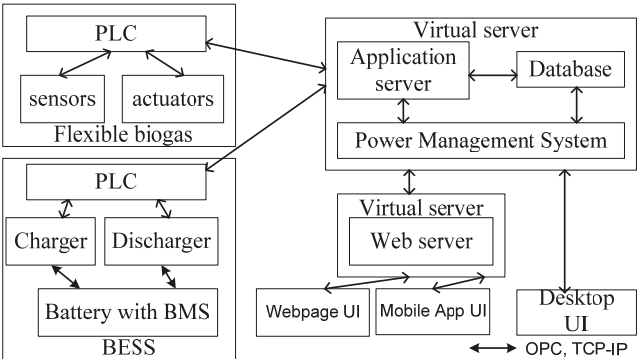 PLC
sensors
actuators
Flexible biogas
PLC
Charger
Discharger
Battery with BMS
BESS
Virtual server
Application
server
Database
Power Management System
Virtual server
Web server
Webpage UI
Mobile App UI
Desktop
UI
OPC, TCP-IP